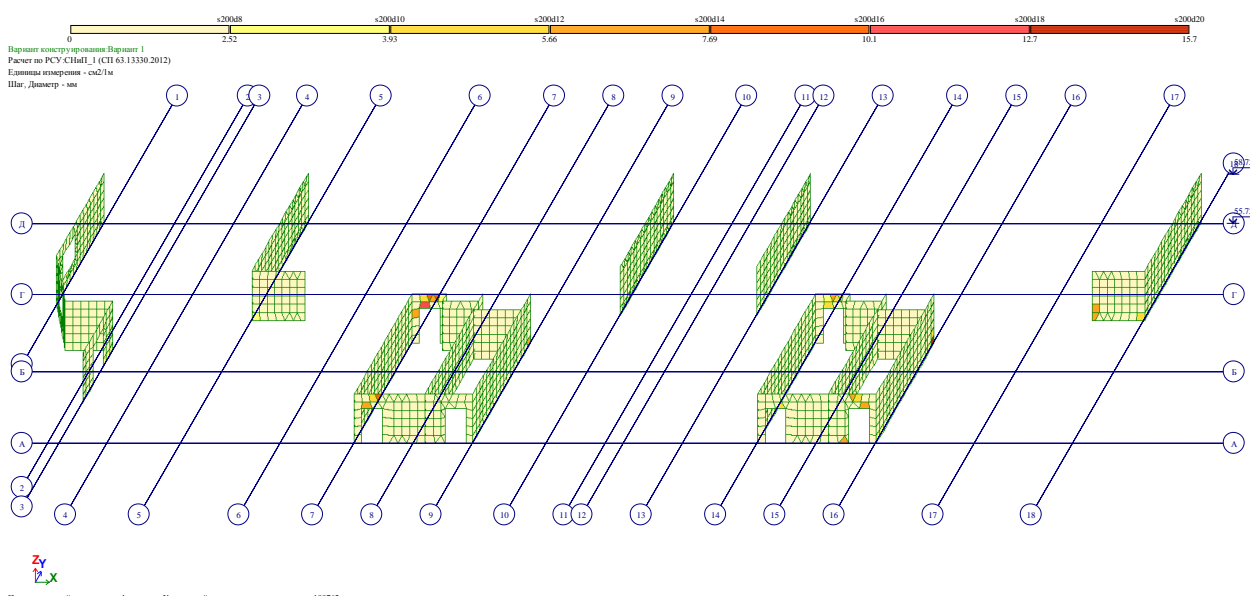 s200d8 s200d10 s200d12 s200d14 s200d16 s200d18 s200d20
0 2.52 3.93 5.66 7.69 10.1 12.7 15.7
Вариант конструирования:Вариант 1
Расчет по РСУ:СНиП_1 (СП 63.13330.2012)
Единицы измерения - см2/1м
Шаг, Диаметр - мм
1 2 3 4 5 6 7 8 9 10 11 12 13 14 15 16 17
55.7
Д
Г Г
Б Б
А А
2
3
4 5 6 7 8 9 10 11 12 13 14 15 16 17 18
Z Y
X